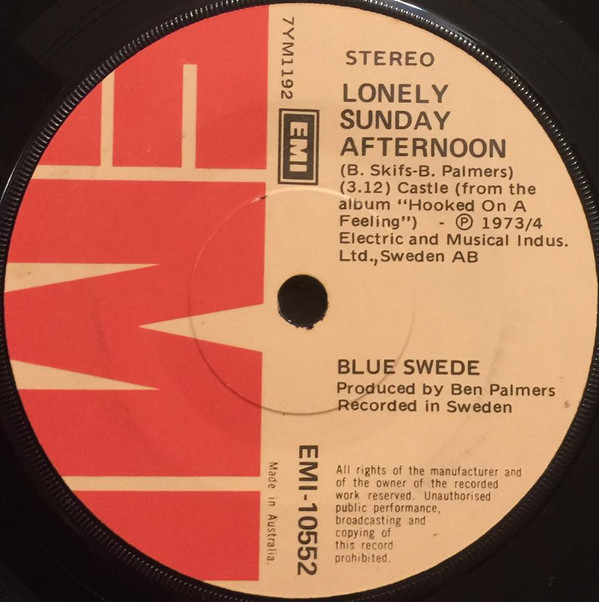 STEREO
7YM1192
EMI
LONELY
SUNDAY
AFTERNOON
(B. Skifs-B. Palmers)
(3.12) Castle (from the
album "Hooked On A
Feeling") - Ⓟ 1973/4
Electric and Musical Indus.
Ltd.,Sweden AB
EMI
BLUE SWEDE
Produced by Ben Palmers
Recorded in Sweden
EMI-10552
Made in Australia.
All rights of the manufacturer and
of the owner of the recorded
work reserved. Unauthorised
public performance,
broadcasting and
copying of
this record
prohibited.